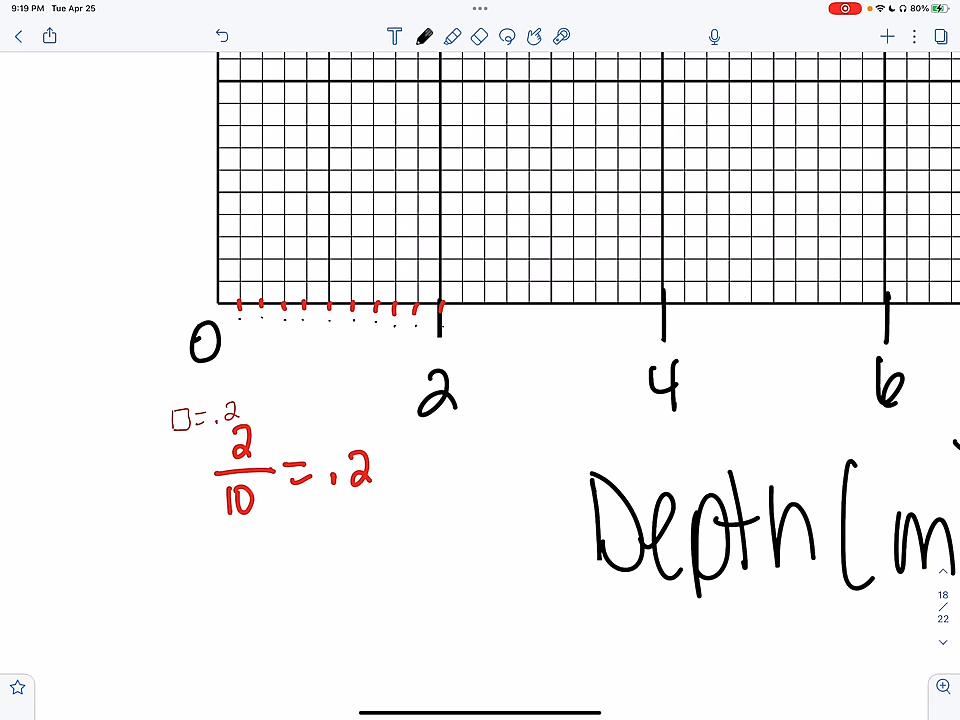 9:19 PM Tue Apr 25
80%
T
0
2
4
6
□=.2
2/10 = .2
Depth (m
18
/
22